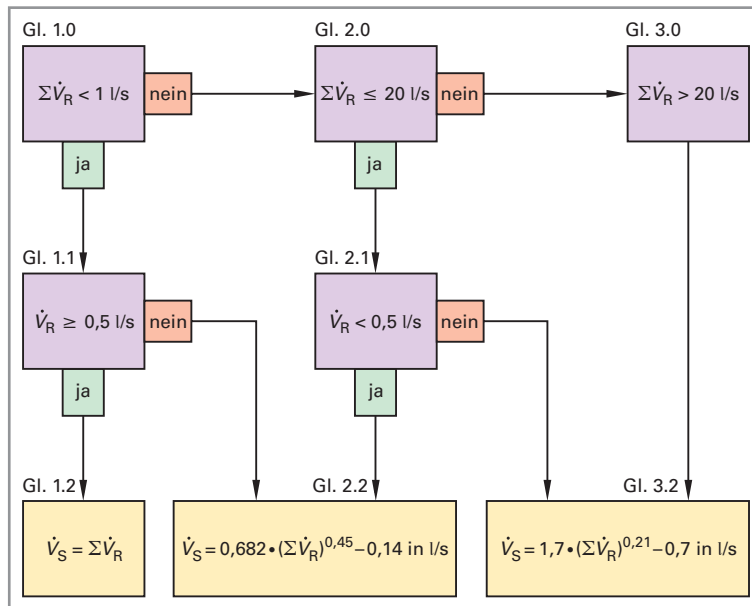 Gl. 1.0
Gl. 2.0
Gl. 3.0
ΣV̇R < 1 l/s
nein
ΣV̇R ≤ 20 l/s
nein
ΣV̇R > 20 l/s
ja
ja
Gl. 1.1
Gl. 2.1
V̇R ≥ 0,5 l/s
nein
V̇R < 0,5 l/s
nein
ja
ja
Gl. 1.2
Gl. 2.2
Gl. 3.2
V̇S = ΣV̇R
V̇S = 0,682 • (ΣV̇R)^0,45 – 0,14 in l/s
V̇S = 1,7 • (ΣV̇R)^0,21 – 0,7 in l/s